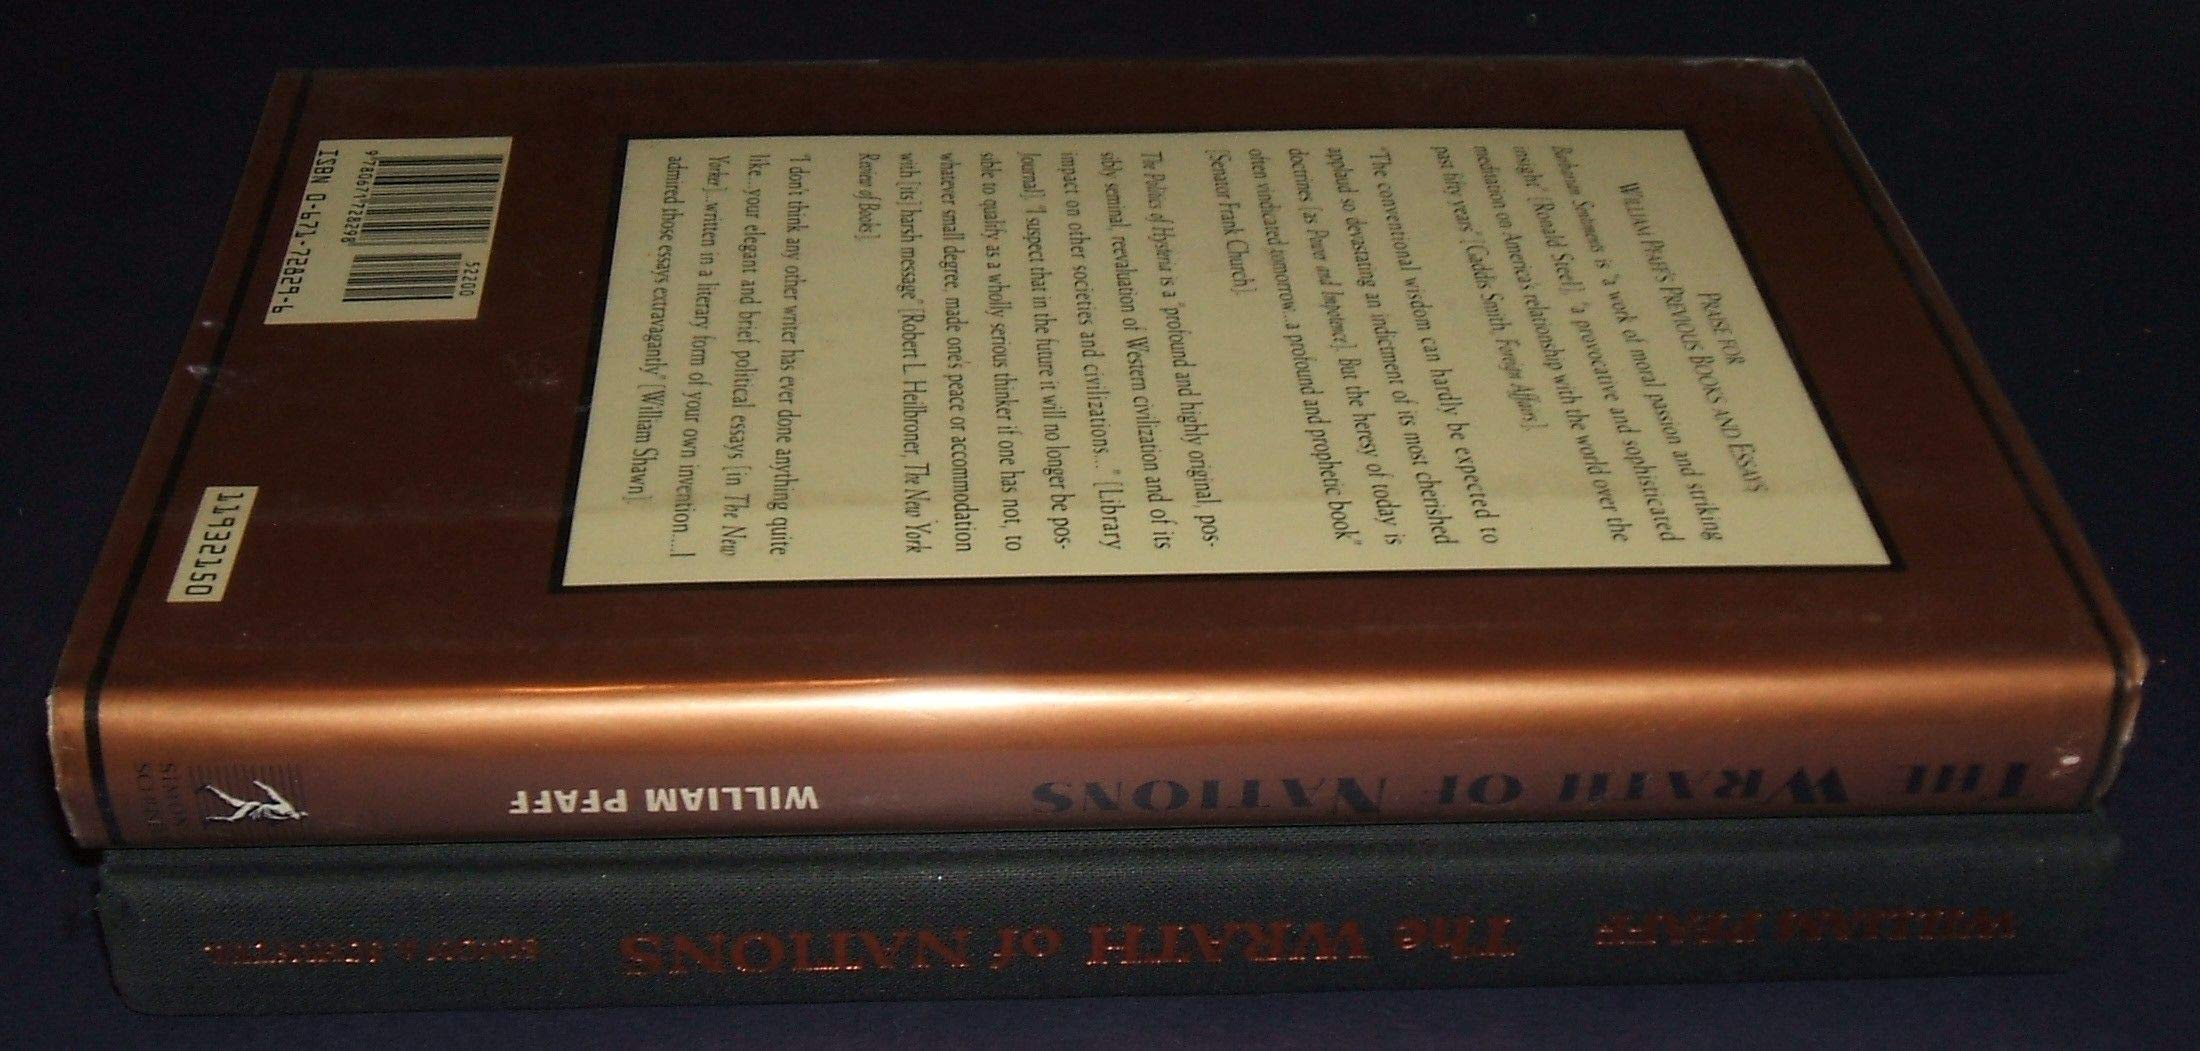 PRAISE FOR
WILLIAM PFAFF'S PREVIOUS BOOKS AND ESSAYS
Barbarian Sentiments is "a work of moral passion and striking
insight" [Ronald Steel], "a provocative and sophisticated
meditation on America's relationship with the world over the
past fifty years" [Gaddis Smith, Foreign Affairs].
"The conventional wisdom can hardly be expected to
applaud so devastating an indictment of its most cherished
doctrines [as Power and Impotence]. But the heresy of today is
often vindicated tomorrow...a profound and prophetic book"
[Senator Frank Church].
The Politics of Hysteria is a "profound and highly original, pos-
sibly seminal, reevaluation of Western civilization and of its
impact on other societies and civilizations...." [Library
Journal]. "I suspect that in the future it will no longer be pos-
sible to qualify as a wholly serious thinker if one has not, to
whatever small degree, made one's peace or accommodation
with [its] harsh message" [Robert L. Heilbroner, The New York
Review of Books].
"I don't think any other writer has ever done anything quite
like...your elegant and brief political essays [in The New
Yorker]...written in a literary form of your own invention....I
admired those essays extravagantly" [William Shawn].
52200
9 780671 728298
ISBN 0-671-72829-6
11932150
THE WRATH OF NATIONS
WILLIAM PFAFF
SIMON
WILLIAM PFAFF
The WRATH of NATIONS
SIMON & SCHUSTER